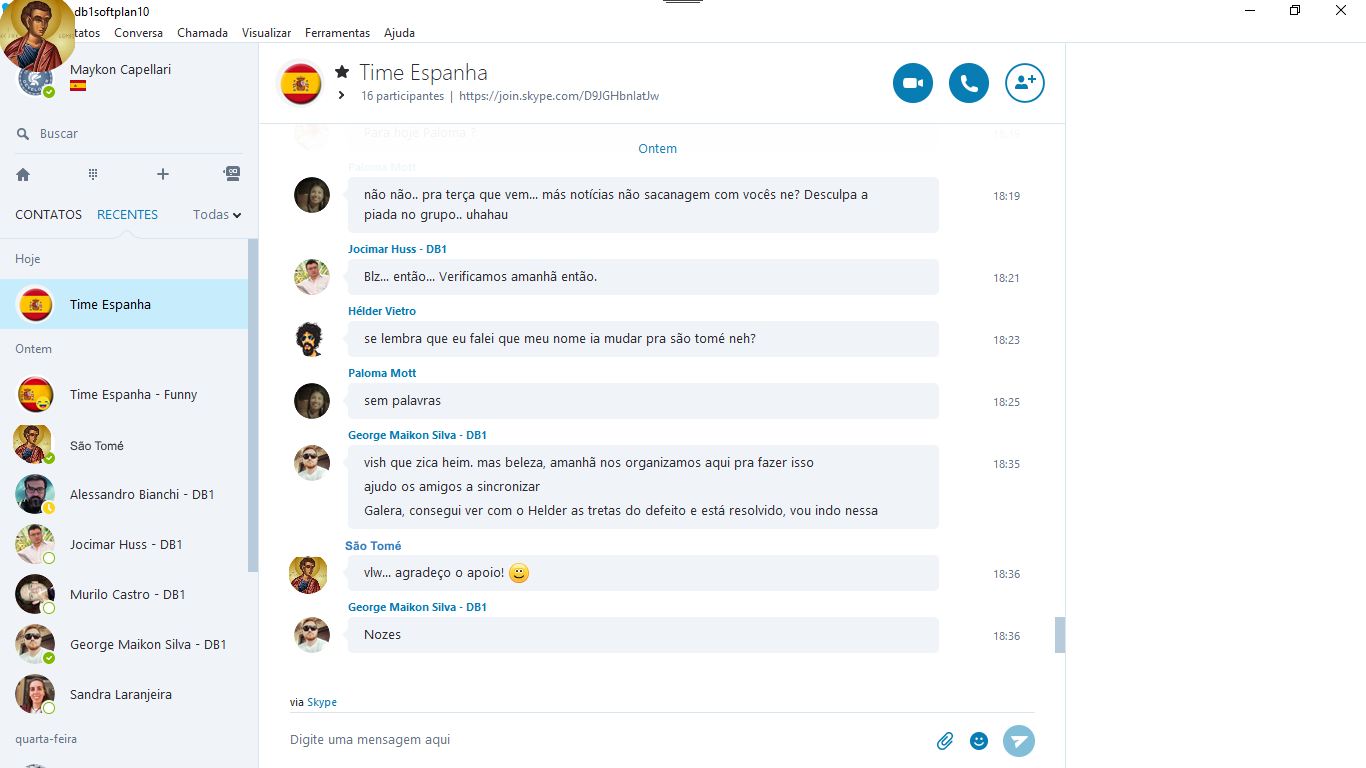 db1softplan10
tatos Conversa Chamada Visualizar Ferramentas Ajuda
Maykon Capellari
Buscar
CONTATOS RECENTES Todas
Hoje
Time Espanha
Ontem
Time Espanha - Funny
São Tomé
Alessandro Bianchi - DB1
Jocimar Huss - DB1
Murilo Castro - DB1
George Maikon Silva - DB1
Sandra Laranjeira
quarta-feira
Time Espanha
16 participantes | https://join.skype.com/D9JGHbnlatJw
Para hoje Paloma ? 18:19
Ontem
Paloma Mott
não não.. pra terça que vem... más notícias não sacanagem com vocês ne? Desculpa a 18:19
piada no grupo.. uhahau
Jocimar Huss - DB1
Blz... então... Verificamos amanhã então. 18:21
Hélder Vietro
se lembra que eu falei que meu nome ia mudar pra são tomé neh? 18:23
Paloma Mott
sem palavras 18:25
George Maikon Silva - DB1
vish que zica heim. mas beleza, amanhã nos organizamos aqui pra fazer isso 18:35
ajudo os amigos a sincronizar
Galera, consegui ver com o Helder as tretas do defeito e está resolvido, vou indo nessa
São Tomé
vlw... agradeço o apoio! 18:36
George Maikon Silva - DB1
Nozes 18:36
via Skype
Digite uma mensagem aqui